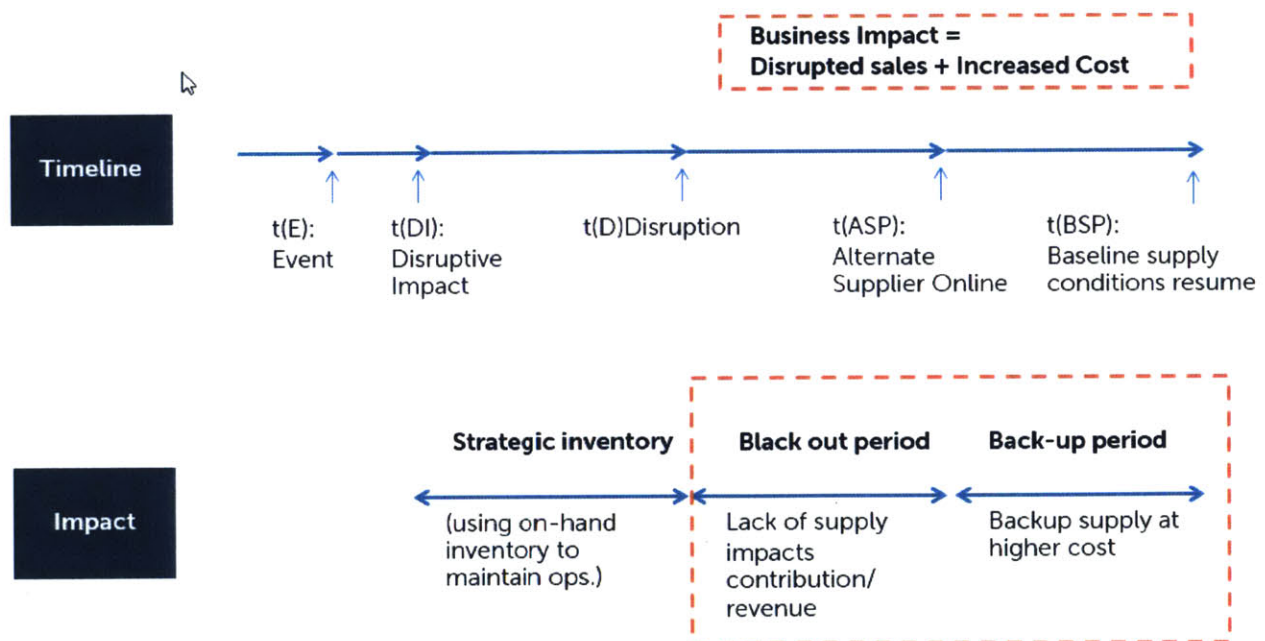 Business Impact =
Disrupted sales + Increased Cost
Timeline
t(E):
Event
t(DI):
Disruptive
Impact
t(D)Disruption
t(ASP):
Alternate
Supplier Online
t(BSP):
Baseline supply
conditions resume
Impact
Strategic inventory
(using on-hand
inventory to
maintain ops.)
Black out period
Lack of supply
impacts
contribution/
revenue
Back-up period
Backup supply at
higher cost